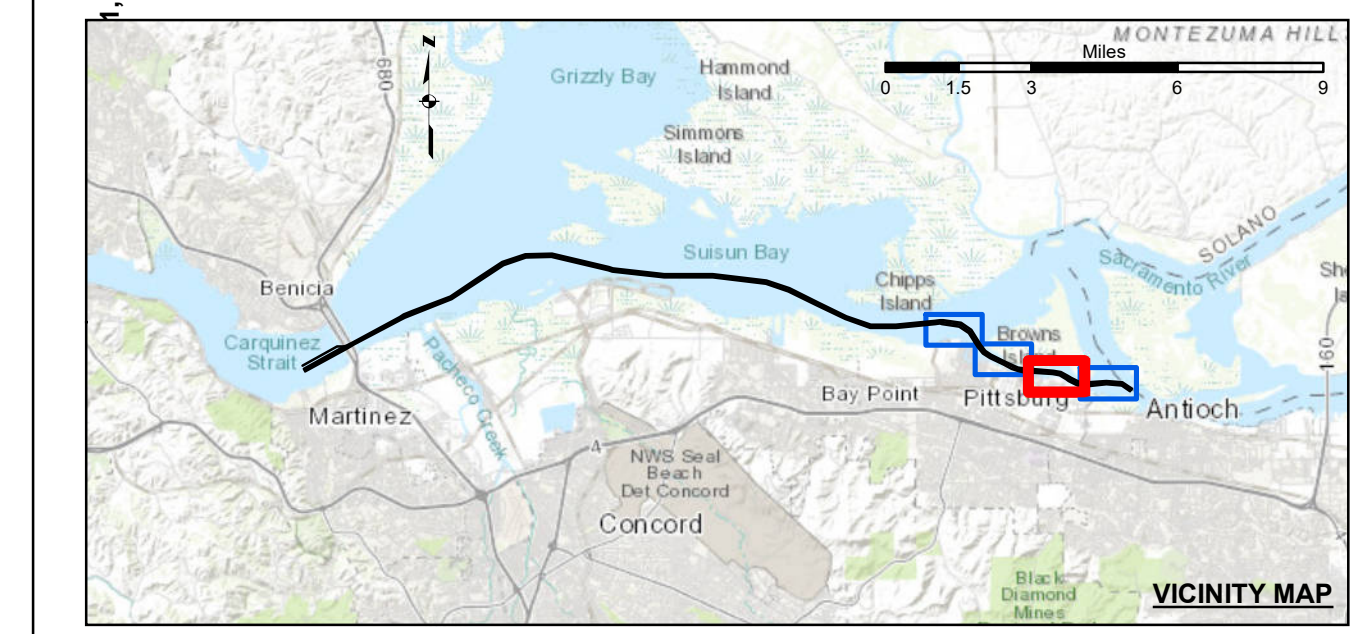 MONTEZUMA HILL
Miles
0 1.5 3 6 9
N
680
Grizzly Bay
Hammond
Island
Simmons
Island
SOLANO
Sacramento River
Suisun Bay
Chipps
Island
Benicia
Browns
Island
Carquinez
Strait
160
Pacheco Creek
Bay Point
Pittsburg
Antioch
Martinez
4
NWS Seal
Beach
Det Concord
Concord
Black
Diamond
Mines
VICINITY MAP